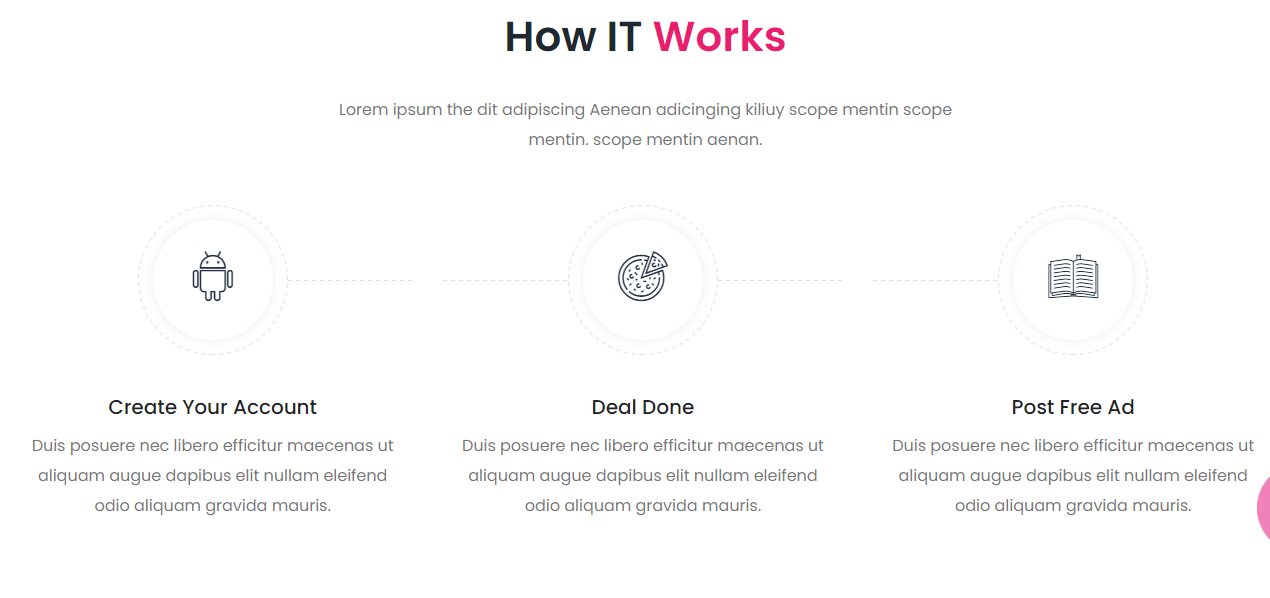 How IT Works
Lorem ipsum the dit adipiscing Aenean adicinging kiliuy scope mentin scope
mentin. scope mentin aenan.
Create Your Account
Duis posuere nec libero efficitur maecenas ut
aliquam augue dapibus elit nullam eleifend
odio aliquam gravida mauris.
Deal Done
Duis posuere nec libero efficitur maecenas ut
aliquam augue dapibus elit nullam eleifend
odio aliquam gravida mauris.
Post Free Ad
Duis posuere nec libero efficitur maecenas ut
aliquam augue dapibus elit nullam eleifend
odio aliquam gravida mauris.